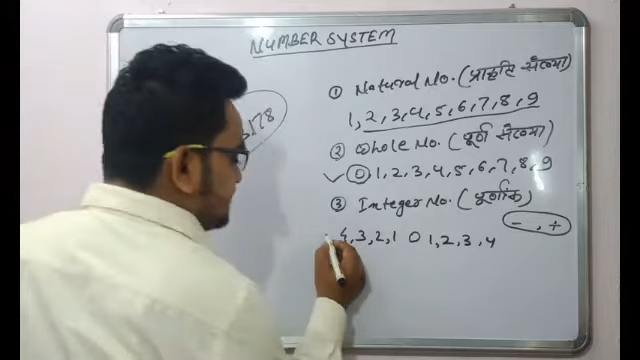 NUMBER SYSTEM
178
① Natural No. (प्राकृति संख्या)
1, 2, 3, 4, 5, 6, 7, 8, 9
② Whole No. (पूर्ण संख्या)
0 1, 2, 3, 4, 5, 6, 7, 8, 9
③ Integer No. (पूर्णांक)
-, +
4, 3, 2, 1 0 1, 2, 3, 4